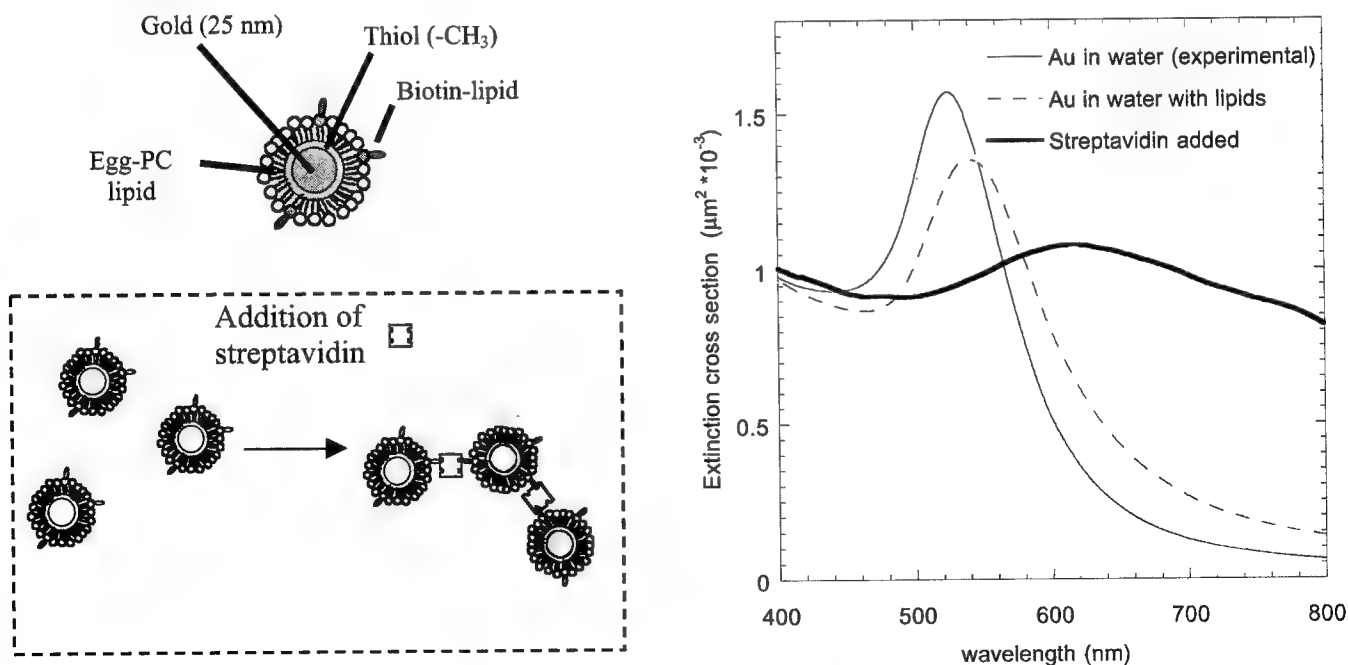 Gold (25 nm)
Thiol (-CH₃)
Biotin-lipid
Egg-PC
lipid
Addition of
streptavidin
Au in water (experimental)
Au in water with lipids
Streptavidin added
Extinction cross section (μm² *10⁻³)
1.5
1
0.5
0
400
500
600
700
800
wavelength (nm)